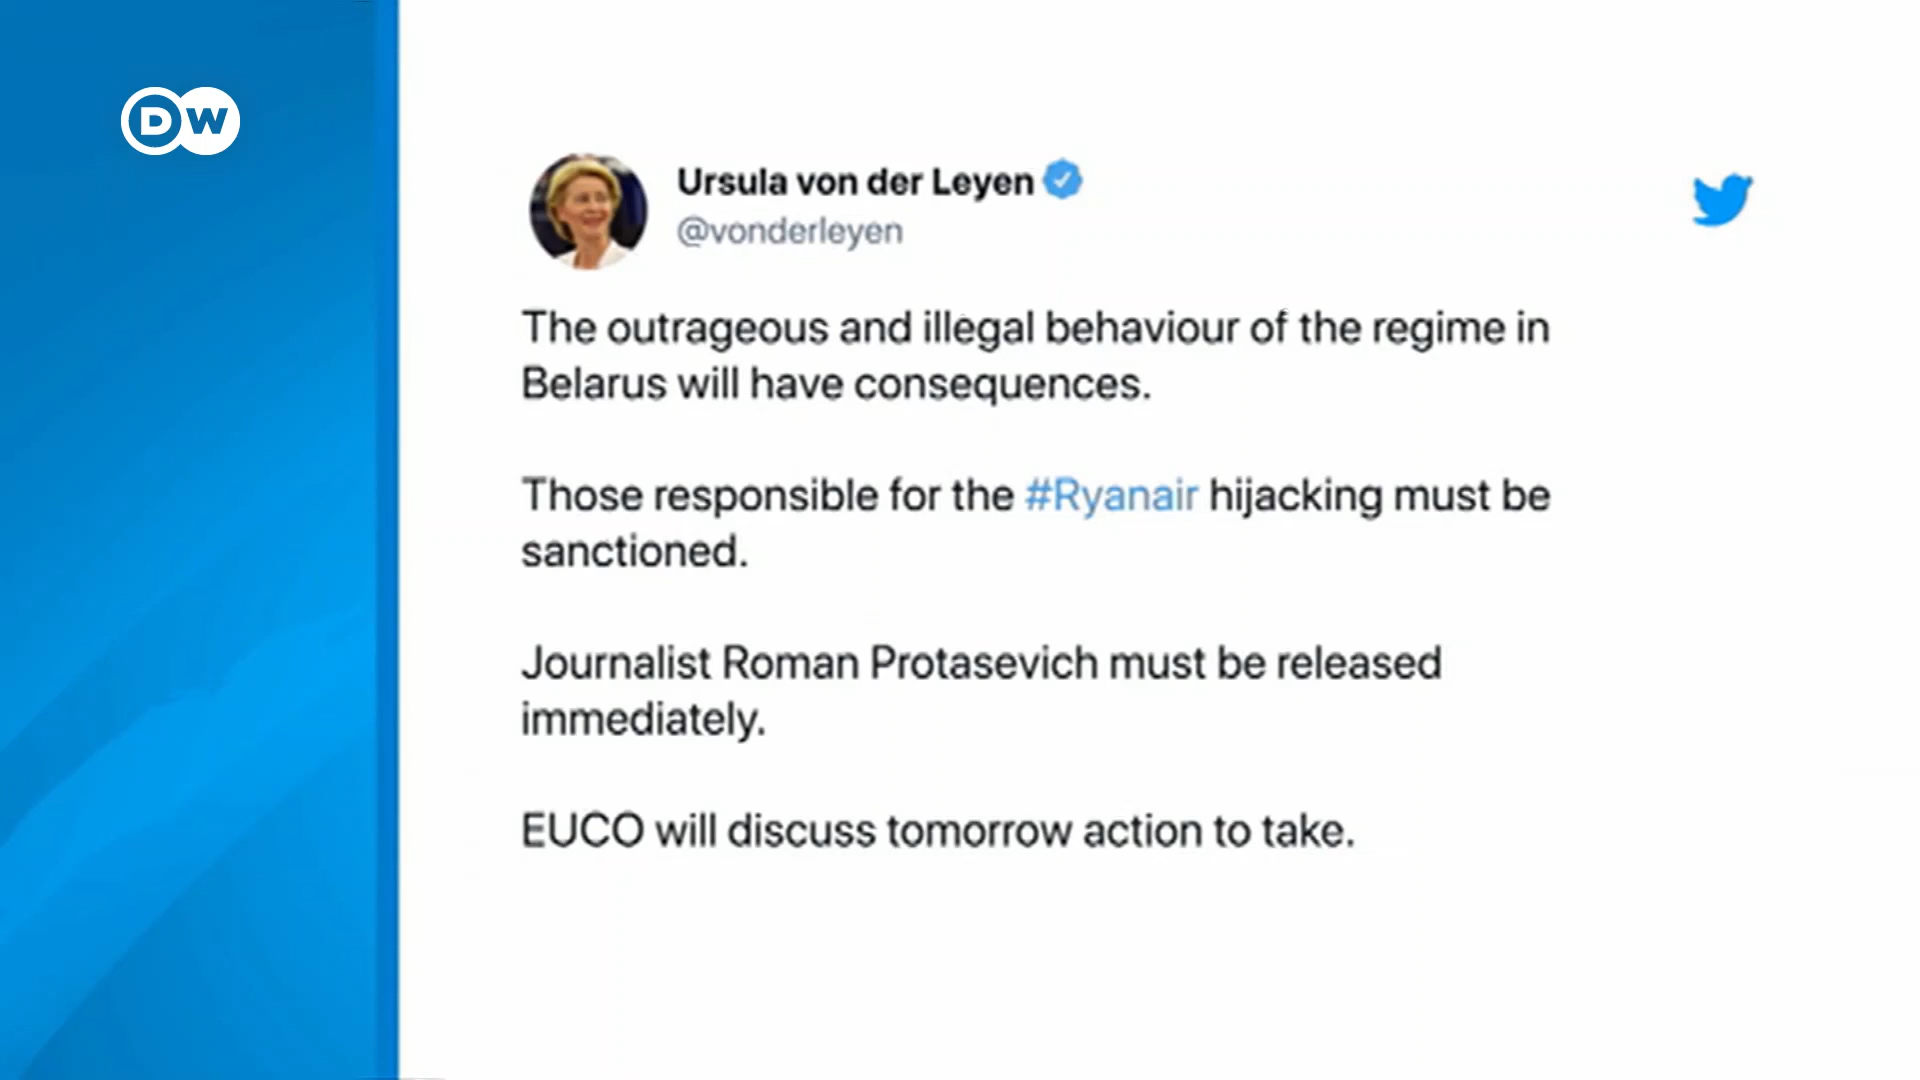 DW
Ursula von der Leyen
@vonderleyen
The outrageous and illegal behaviour of the regime in
Belarus will have consequences.
Those responsible for the #Ryanair hijacking must be
sanctioned.
Journalist Roman Protasevich must be released
immediately.
EUCO will discuss tomorrow action to take.